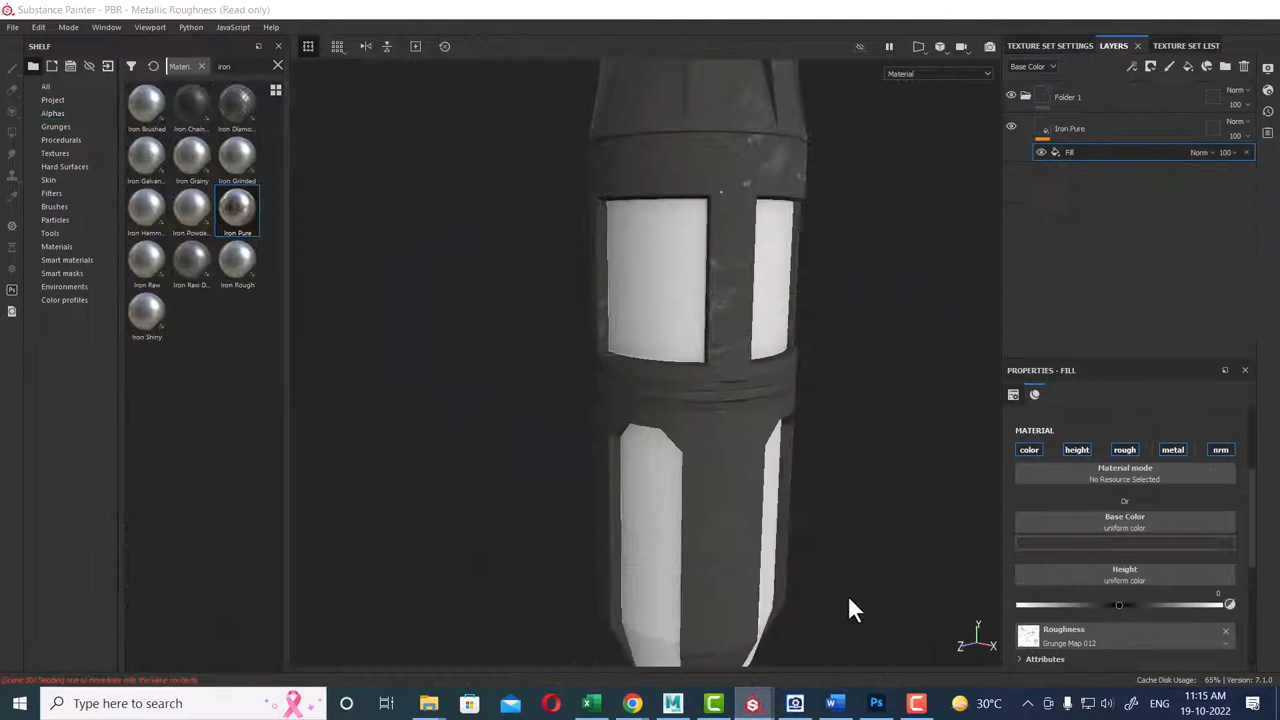 Substance Painter - PBR - Metallic Roughness (Read only)
File Edit Mode Window Viewport Python JavaScript Help
SHELF
Materi... iron
All
Project
Alphas
Grunges
Procedurals
Textures
Hard Surfaces
Skin
Filters
Brushes
Particles
Tools
Materials
Smart materials
Smart masks
Environments
Color profiles
Iron Brushed Iron Chain... Iron Diamo...
Iron Galvan... Iron Grainy Iron Grinded
Iron Hamm... Iron Powde... Iron Pure
Iron Raw Iron Raw D... Iron Rough
Iron Shiny
Material
Y
Z X
TEXTURE SET SETTINGS LAYERS TEXTURE SET LIST
Base Color
Folder 1 Norm 100
Iron Pure Norm 100
Fill Norm 100
PROPERTIES - FILL
MATERIAL
color height rough metal nrm
Material mode
No Resource Selected
Or
Base Color
uniform color
Height
uniform color
0
Roughness
Grunge Map 012
Attributes
Cache Disk Usage: 65% | Version: 7.1.0
Type here to search
30°C
ENG
11:15 AM
19-10-2022